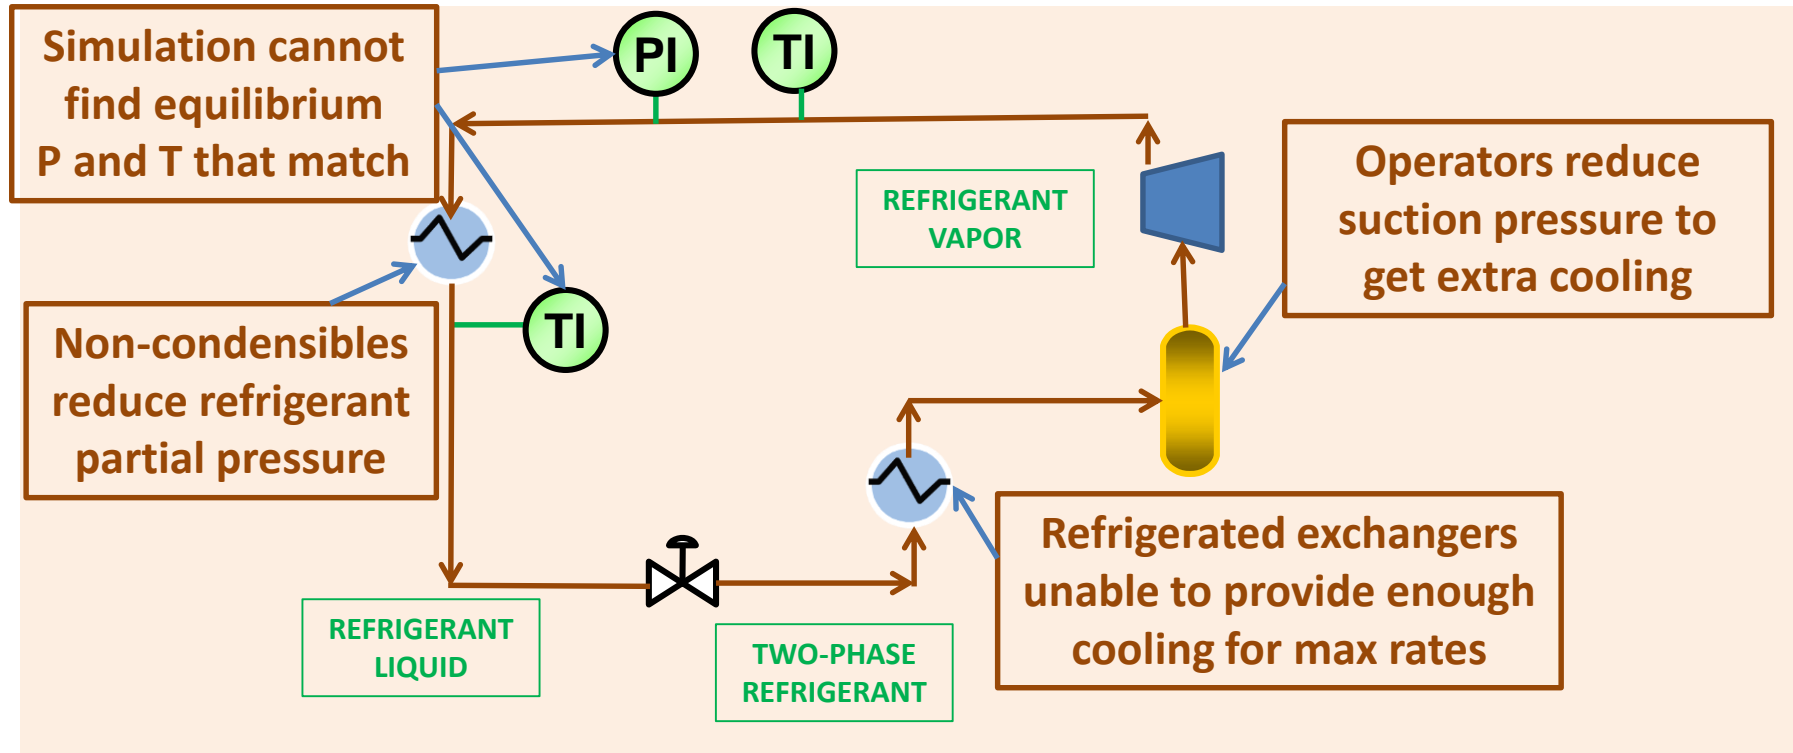 Simulation cannot
find equilibrium
P and T that match
PI
TI
REFRIGERANT
VAPOR
Operators reduce
suction pressure to
get extra cooling
Non-condensibles
reduce refrigerant
partial pressure
TI
Refrigerated exchangers
unable to provide enough
cooling for max rates
REFRIGERANT
LIQUID
TWO-PHASE
REFRIGERANT